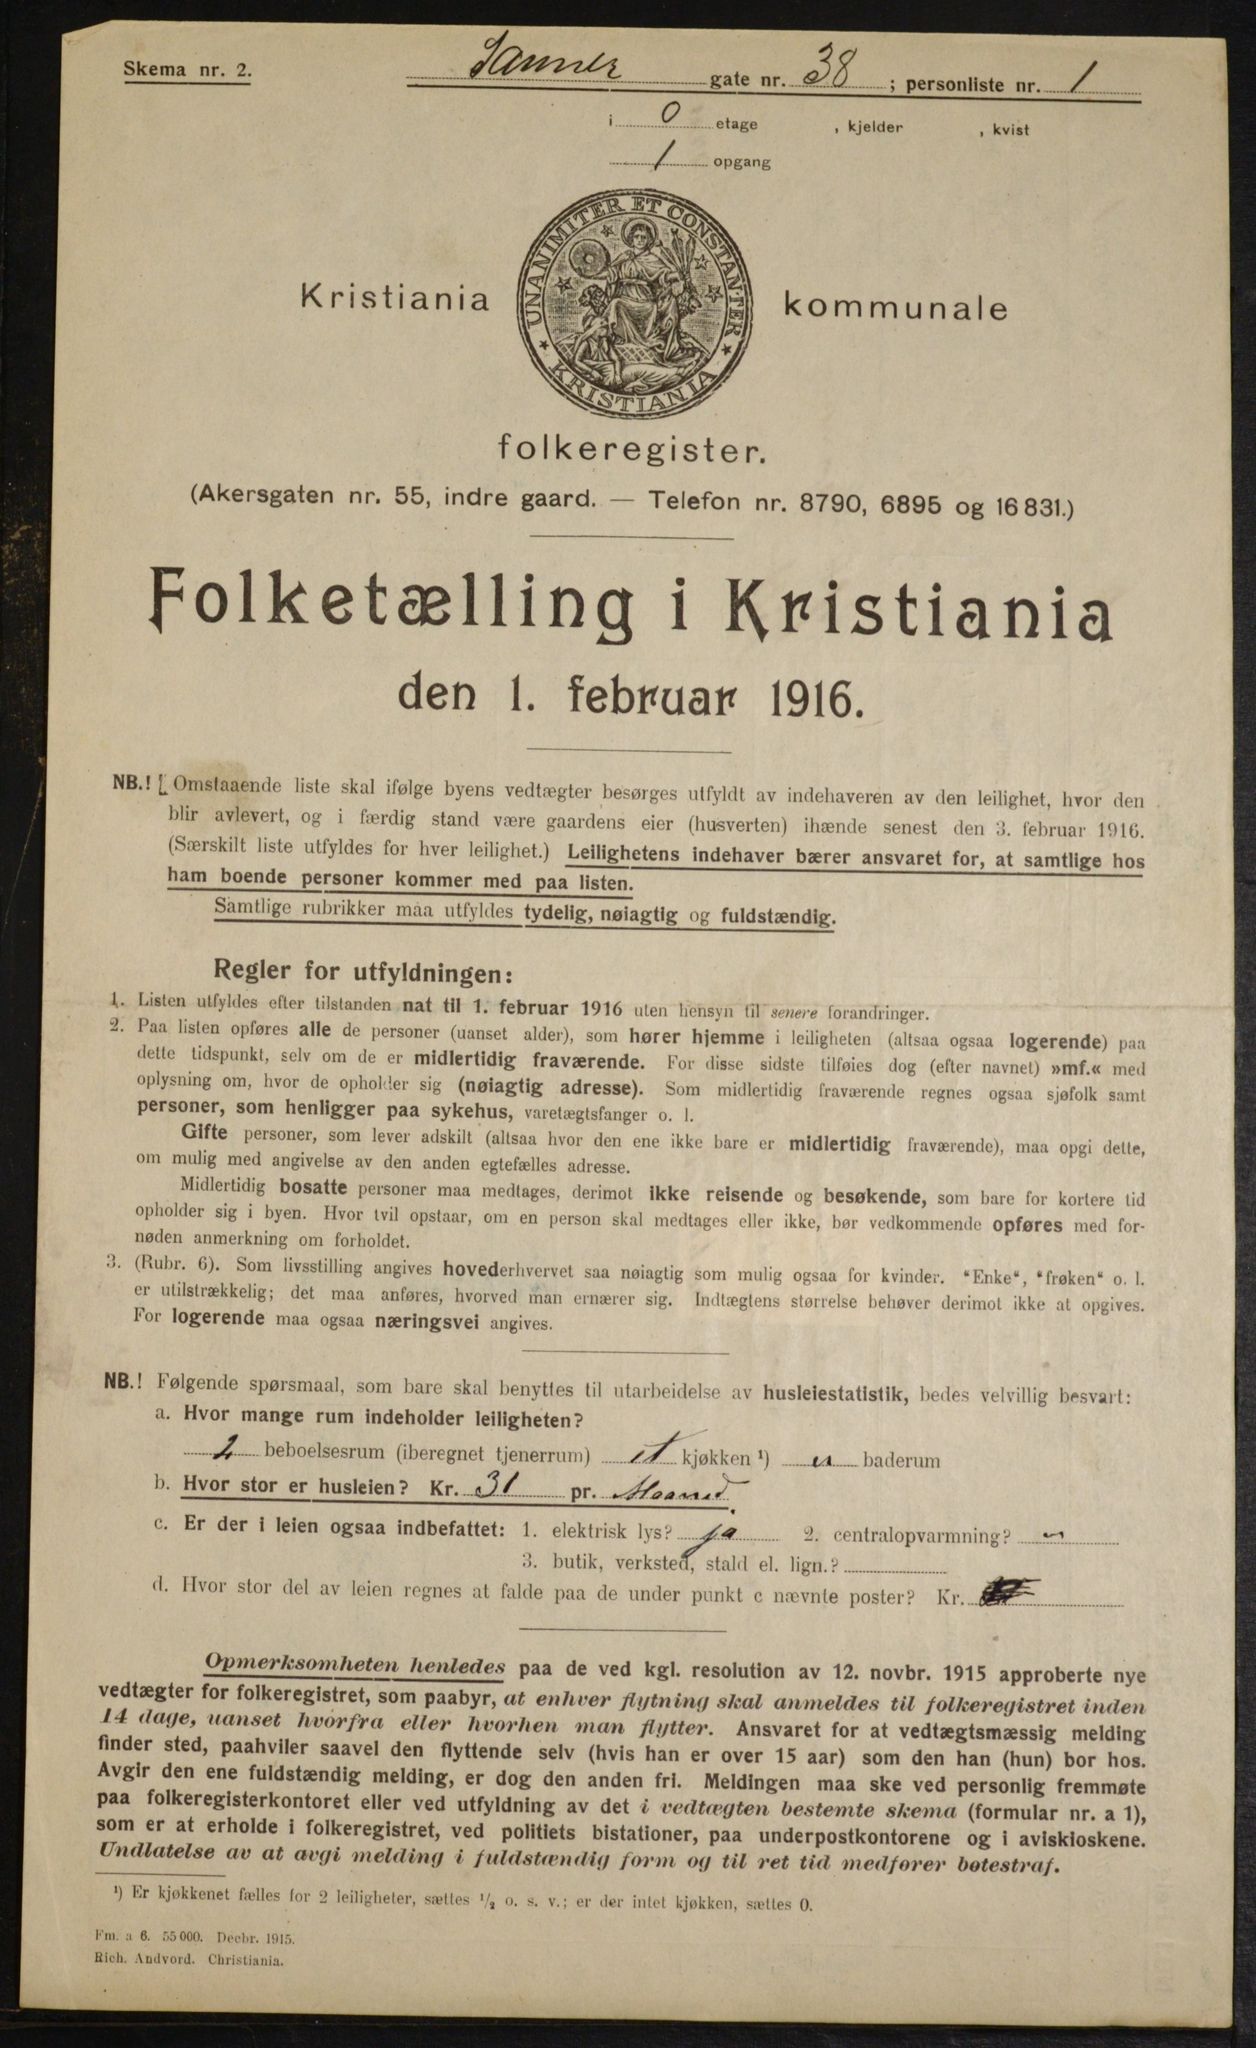 Skema nr. 2.
Sanner gate nr. 38 ; personliste nr. 1
i 0 etage , kjelder , kvist
1 opgang
UNANIMITER ET CONSTANTER
KRISTIANIA
Kristiania kommunale
folkeregister.
(Akersgaten nr. 55, indre gaard. — Telefon nr. 8790, 6895 og 16 831.)
Folketælling i Kristiania
den 1. februar 1916.
NB.! [Omstaaende liste skal ifølge byens vedtægter besørges utfyldt av indehaveren av den leilighet, hvor den
blir avlevert, og i færdig stand være gaardens eier (husverten) ihænde senest den 3. februar 1916.
(Særskilt liste utfyldes for hver leilighet.) Leilighetens indehaver bærer ansvaret for, at samtlige hos
ham boende personer kommer med paa listen.
Samtlige rubrikker maa utfyldes tydelig, nøiagtig og fuldstændig.
Regler for utfyldningen:
1. Listen utfyldes efter tilstanden nat til 1. februar 1916 uten hensyn til senere forandringer.
2. Paa listen opføres alle de personer (uanset alder), som hører hjemme i leiligheten (altsaa ogsaa logerende) paa
dette tidspunkt, selv om de er midlertidig fraværende. For disse sidste tilføies dog (efter navnet) »mf.« med
oplysning om, hvor de opholder sig (nøiagtig adresse). Som midlertidig fraværende regnes ogsaa sjøfolk samt
personer, som henligger paa sykehus, varetægtsfanger o. l.
Gifte personer, som lever adskilt (altsaa hvor den ene ikke bare er midlertidig fraværende), maa opgi dette,
om mulig med angivelse av den anden egtefælles adresse.
Midlertidig bosatte personer maa medtages, derimot ikke reisende og besøkende, som bare for kortere tid
opholder sig i byen. Hvor tvil opstaar, om en person skal medtages eller ikke, bør vedkommende opføres med for-
nøden anmerkning om forholdet.
3. (Rubr. 6). Som livsstilling angives hovederhvervet saa nøiagtig som mulig ogsaa for kvinder. "Enke", "frøken" o. l.
er utilstrækkelig; det maa anføres, hvorved man ernærer sig. Indtægtens størrelse behøver derimot ikke at opgives.
For logerende maa ogsaa næringsvei angives.
NB.! Følgende spørsmaal, som bare skal benyttes til utarbeidelse av husleiestatistik, bedes velvillig besvart:
a. Hvor mange rum indeholder leiligheten?
2 beboelsesrum (iberegnet tjenerrum) et kjøkken ¹) baderum
b. Hvor stor er husleien? Kr. 31 pr. Maaned.
c. Er der i leien ogsaa indbefattet: 1. elektrisk lys? ja 2. centralopvarmning?
3. butik, verksted, stald el. lign.?
d. Hvor stor del av leien regnes at falde paa de under punkt c nævnte poster? Kr.
Opmerksomheten henledes paa de ved kgl. resolution av 12. novbr. 1915 approberte nye
vedtægter for folkeregistret, som paabyr, at enhver flytning skal anmeldes til folkeregistret inden
14 dage, uanset hvorfra eller hvorhen man flytter. Ansvaret for at vedtægtsmæssig melding
finder sted, paahviler saavel den flyttende selv (hvis han er over 15 aar) som den han (hun) bor hos.
Avgir den ene fuldstændig melding, er dog den anden fri. Meldingen maa ske ved personlig fremmøte
paa folkeregisterkontoret eller ved utfyldning av det i vedtægten bestemte skema (formular nr. a 1),
som er at erholde i folkeregistret, ved politiets bistationer, paa underpostkontorene og i aviskioskene.
Undlatelse av at avgi melding i fuldstændig form og til ret tid medfører bøtestraf.
¹) Er kjøkkenet fælles for 2 leiligheter, sættes ¹/₂ o. s. v.; er der intet kjøkken, sættes 0.
Fm. a 6. 55 000. Decbr. 1915.
Rich. Andvord. Christiania.